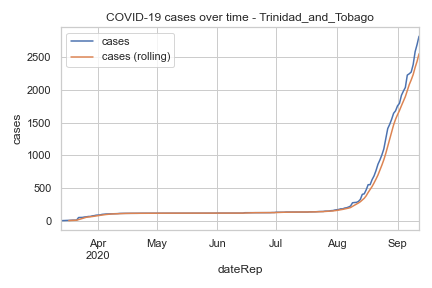 COVID-19 cases over time - Trinidad_and_Tobago
cases
cases (rolling)
2500
2000
1500
1000
500
0
cases
Apr
2020
May
Jun
Jul
Aug
Sep
dateRep